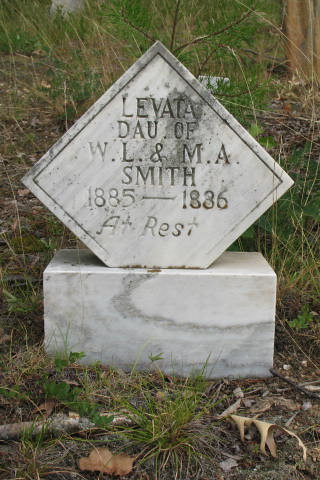 LEVATA
DAU OF
W. L. & M. A.
SMITH
1885 — 1886
At Rest